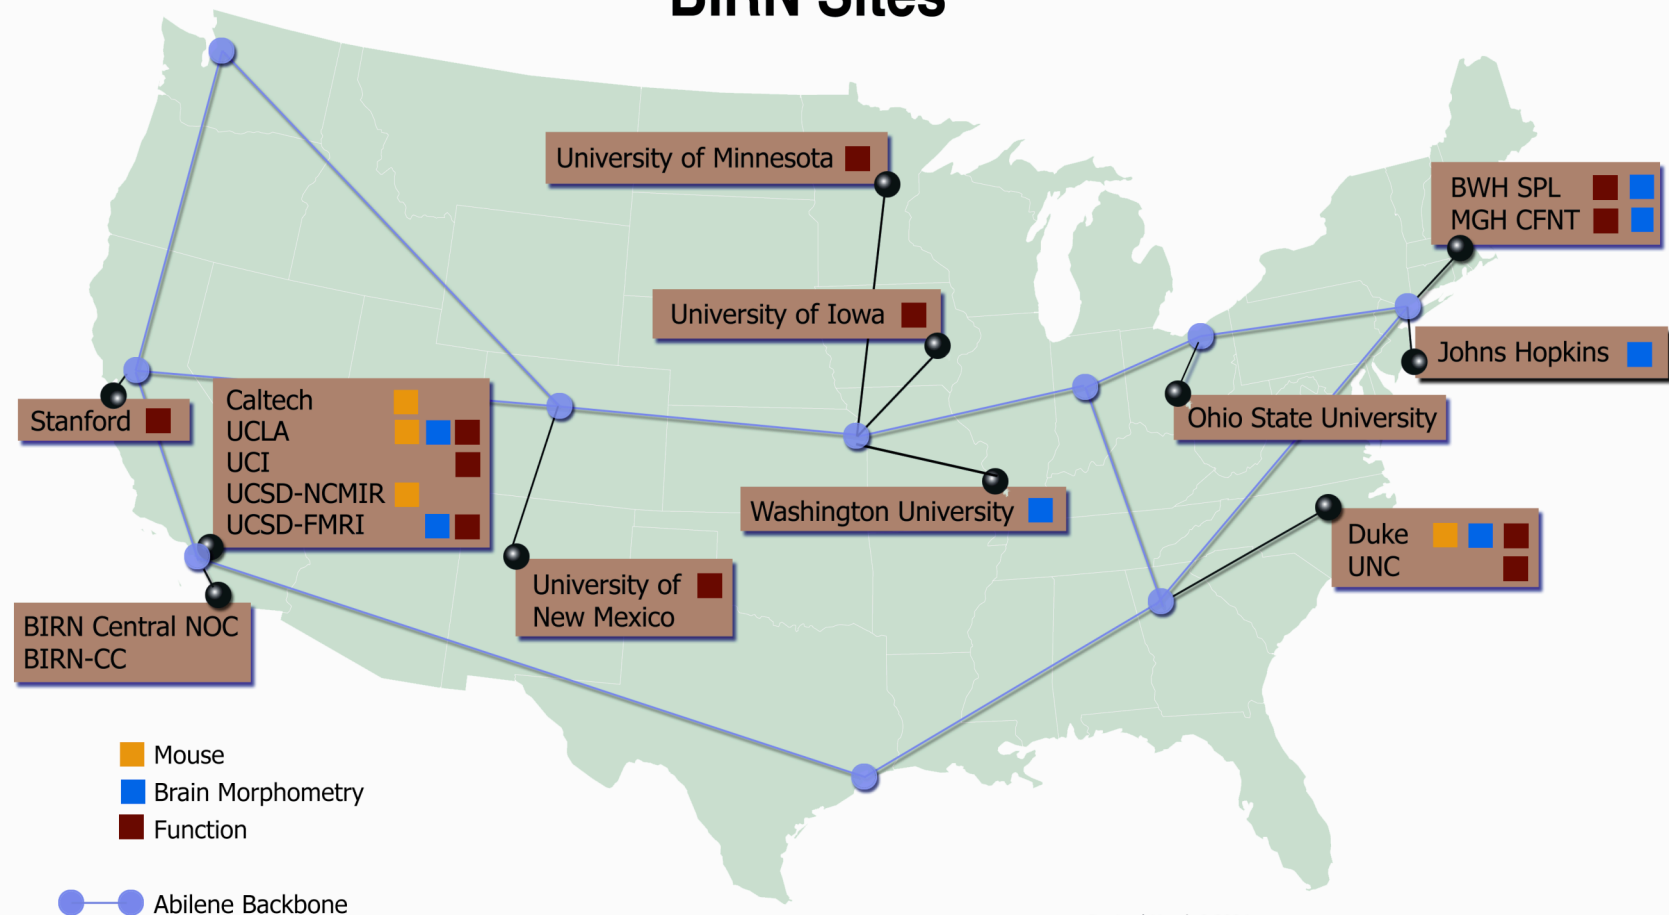 BIRN Sites
University of Minnesota
BWH SPL
MGH CFNT
University of Iowa
Johns Hopkins
Stanford
Caltech
UCLA
UCI
UCSD-NCMIR
UCSD-FMRI
Ohio State University
Washington University
Duke
UNC
University of
New Mexico
BIRN Central NOC
BIRN-CC
Mouse
Brain Morphometry
Function
Abilene Backbone